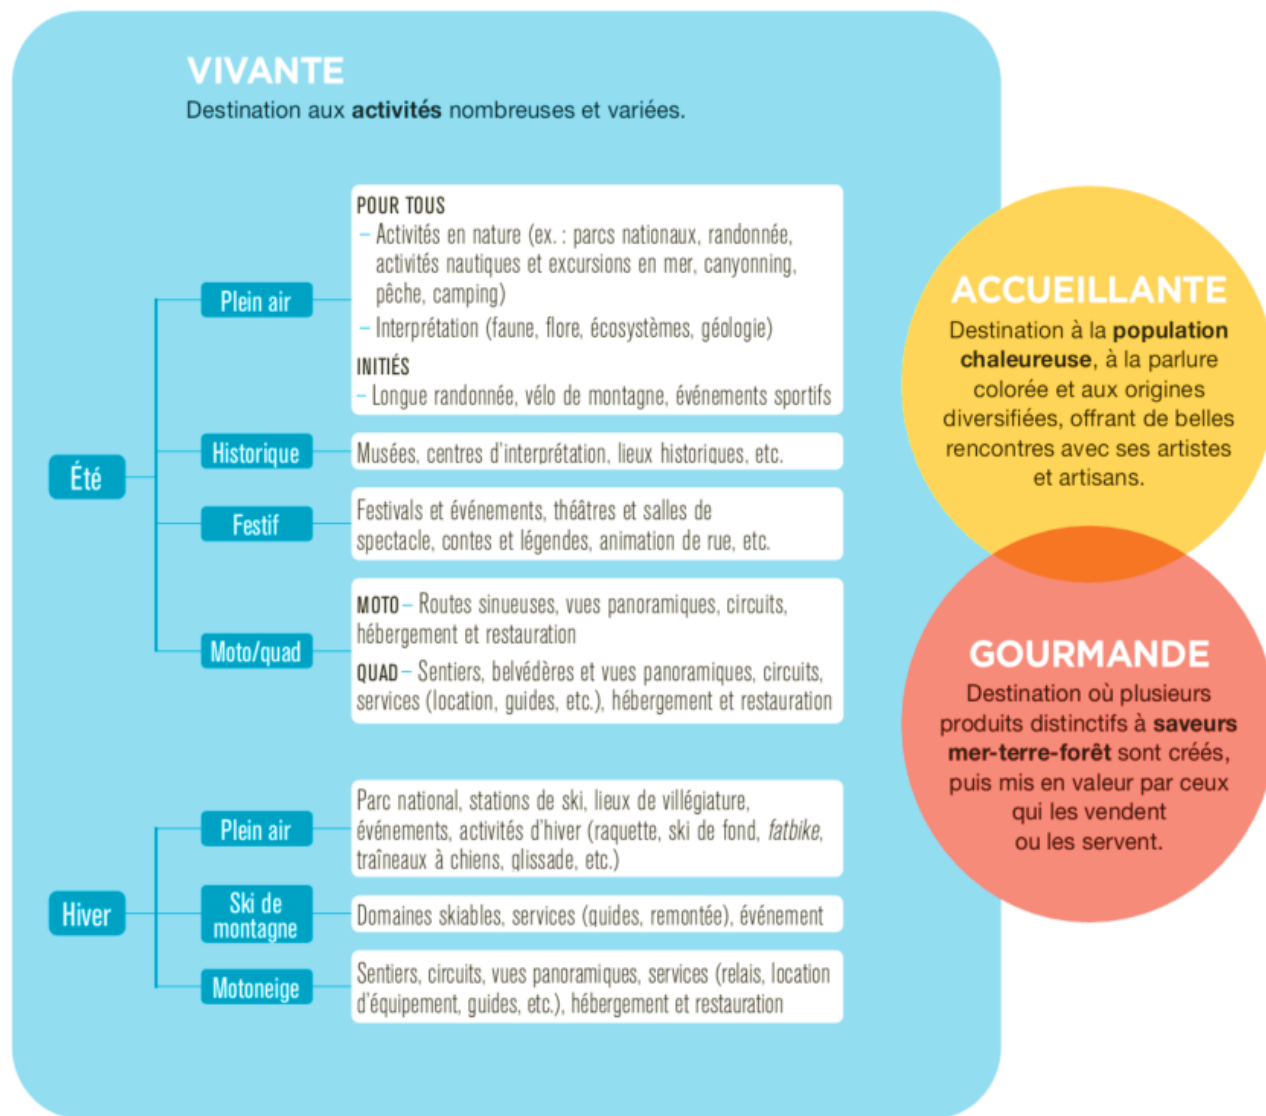 VIVANTE
Destination aux activités nombreuses et variées.
Été
Plein air
POUR TOUS
– Activités en nature (ex. : parcs nationaux, randonnée,
activités nautiques et excursions en mer, canyonning,
pêche, camping)
– Interprétation (faune, flore, écosystèmes, géologie)
INITIÉS
– Longue randonnée, vélo de montagne, événements sportifs
Historique
Musées, centres d'interprétation, lieux historiques, etc.
Festif
Festivals et événements, théâtres et salles de
spectacle, contes et légendes, animation de rue, etc.
Moto/quad
MOTO – Routes sinueuses, vues panoramiques, circuits,
hébergement et restauration
QUAD – Sentiers, belvédères et vues panoramiques, circuits,
services (location, guides, etc.), hébergement et restauration
Hiver
Plein air
Parc national, stations de ski, lieux de villégiature,
événements, activités d'hiver (raquette, ski de fond, fatbike,
traîneaux à chiens, glissade, etc.)
Ski de
montagne
Domaines skiables, services (guides, remontée), événement
Motoneige
Sentiers, circuits, vues panoramiques, services (relais, location
d'équipement, guides, etc.), hébergement et restauration
ACCUEILLANTE
Destination à la population
chaleureuse, à la parlure
colorée et aux origines
diversifiées, offrant de belles
rencontres avec ses artistes
et artisans.
GOURMANDE
Destination où plusieurs
produits distinctifs à saveurs
mer-terre-forêt sont créés,
puis mis en valeur par ceux
qui les vendent
ou les servent.